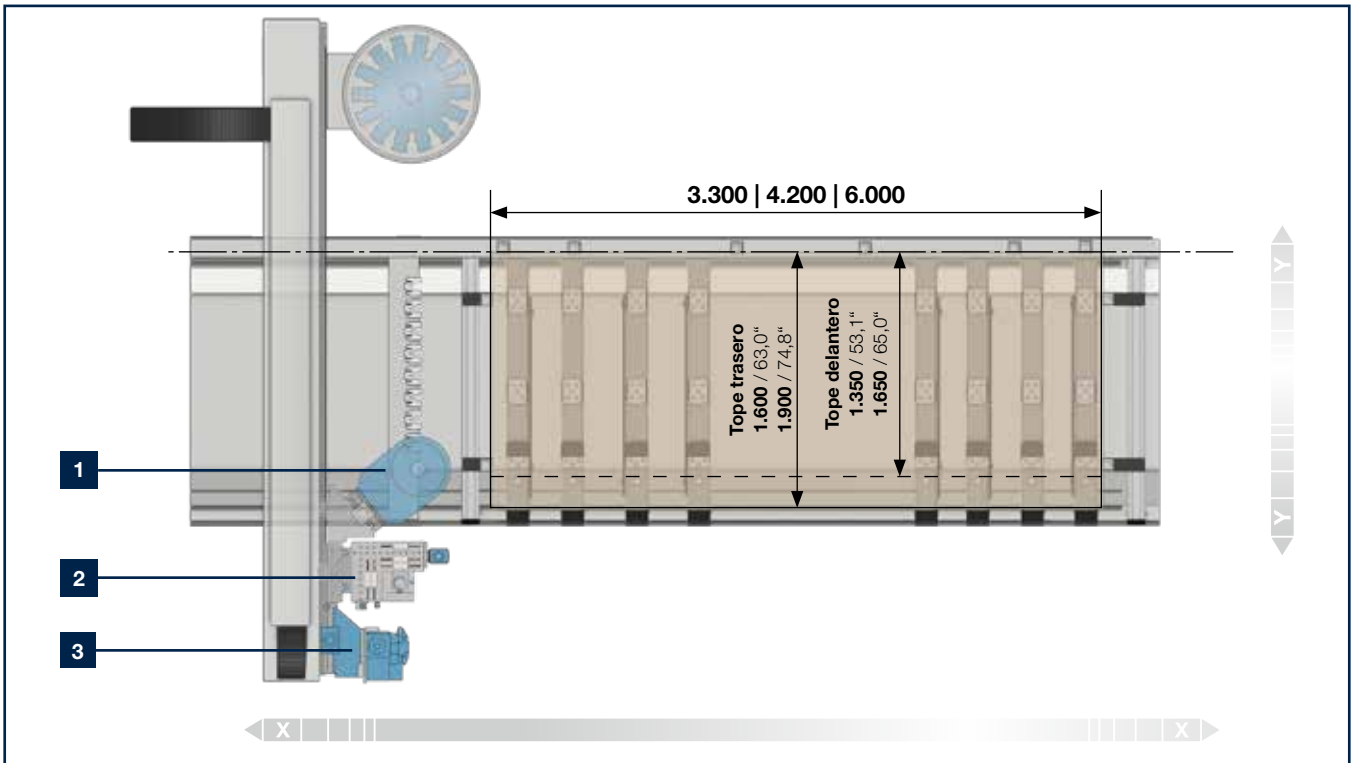 3.300 | 4.200 | 6.000
Y
Tope trasero
1.600 / 63,0“
1.900 / 74,8“
Tope delantero
1.350 / 53,1“
1.650 / 65,0“
1
Y
2
3
X
X